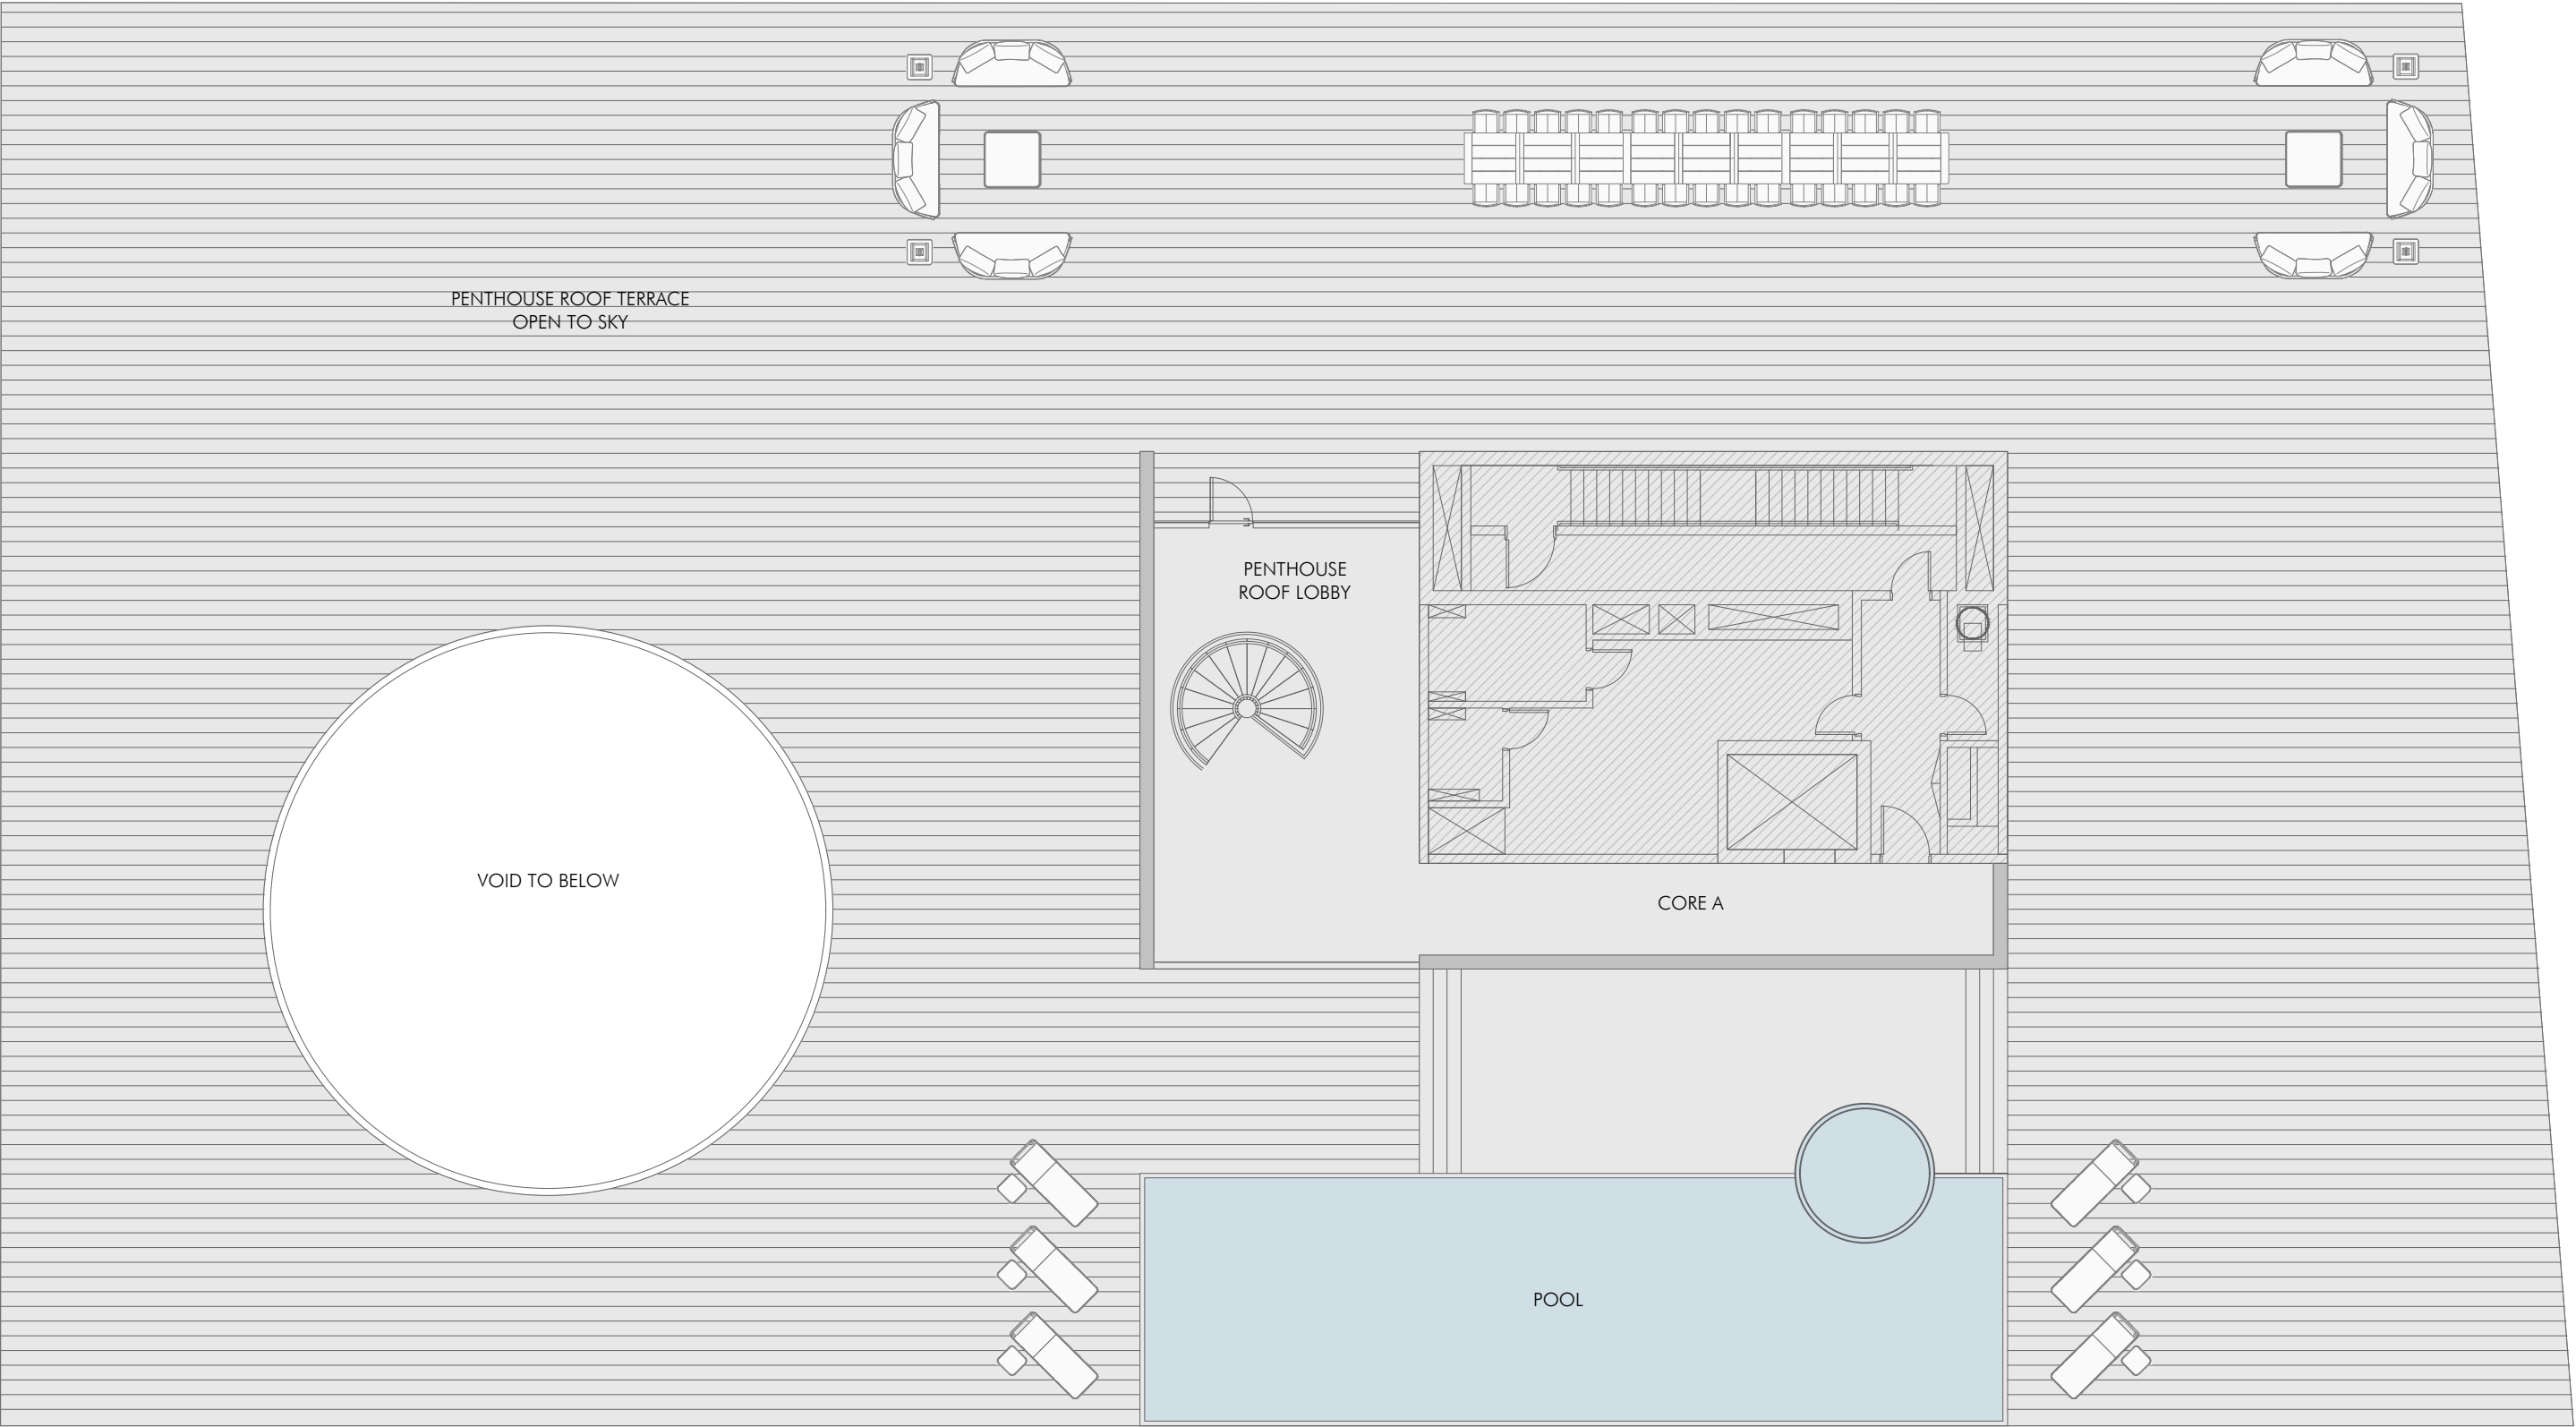 PENTHOUSE ROOF TERRACE
OPEN TO SKY
PENTHOUSE
ROOF LOBBY
VOID TO BELOW
CORE A
POOL